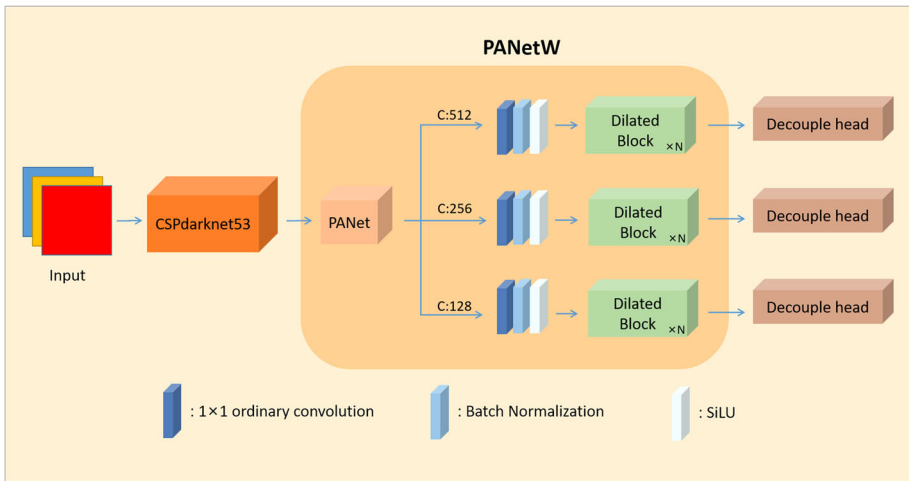 PANetW
C:512
Dilated
Block
×N
Decouple head
Input
CSPdarknet53
PANet
C:256
Dilated
Block
×N
Decouple head
C:128
Dilated
Block
×N
Decouple head
: 1×1 ordinary convolution
: Batch Normalization
: SiLU